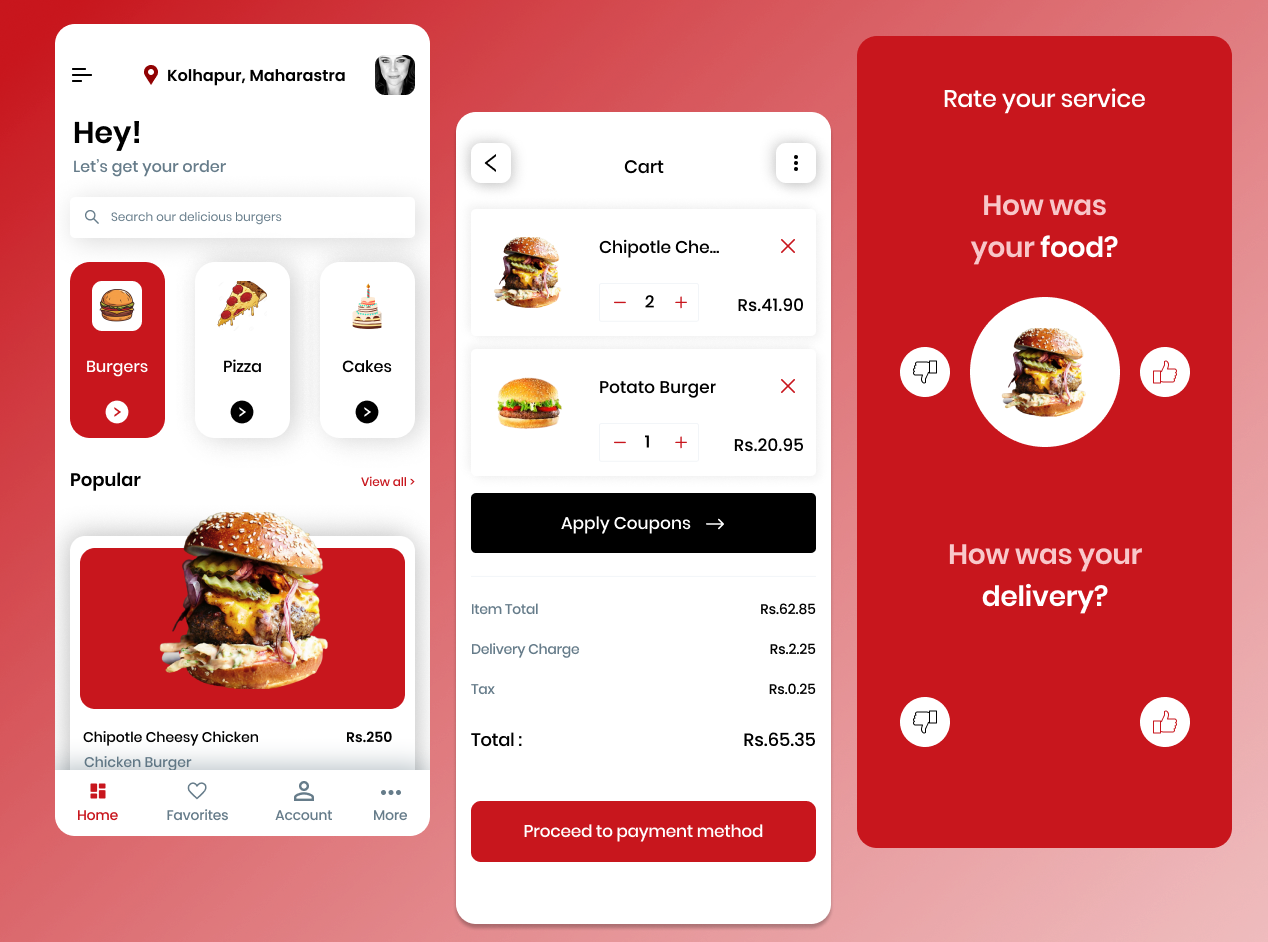 Kolhapur, Maharastra
Hey!
Let's get your order
Search our delicious burgers
Burgers
Pizza
Cakes
Popular
View all >
Chipotle Cheesy Chicken
Rs.250
Chicken Burger
Home
Favorites
Account
More
Cart
Chipotle Che...
2
Rs.41.90
Potato Burger
1
Rs.20.95
Apply Coupons
Item Total
Rs.62.85
Delivery Charge
Rs.2.25
Tax
Rs.0.25
Total :
Rs.65.35
Proceed to payment method
Rate your service
How was
your food?
How was your
delivery?